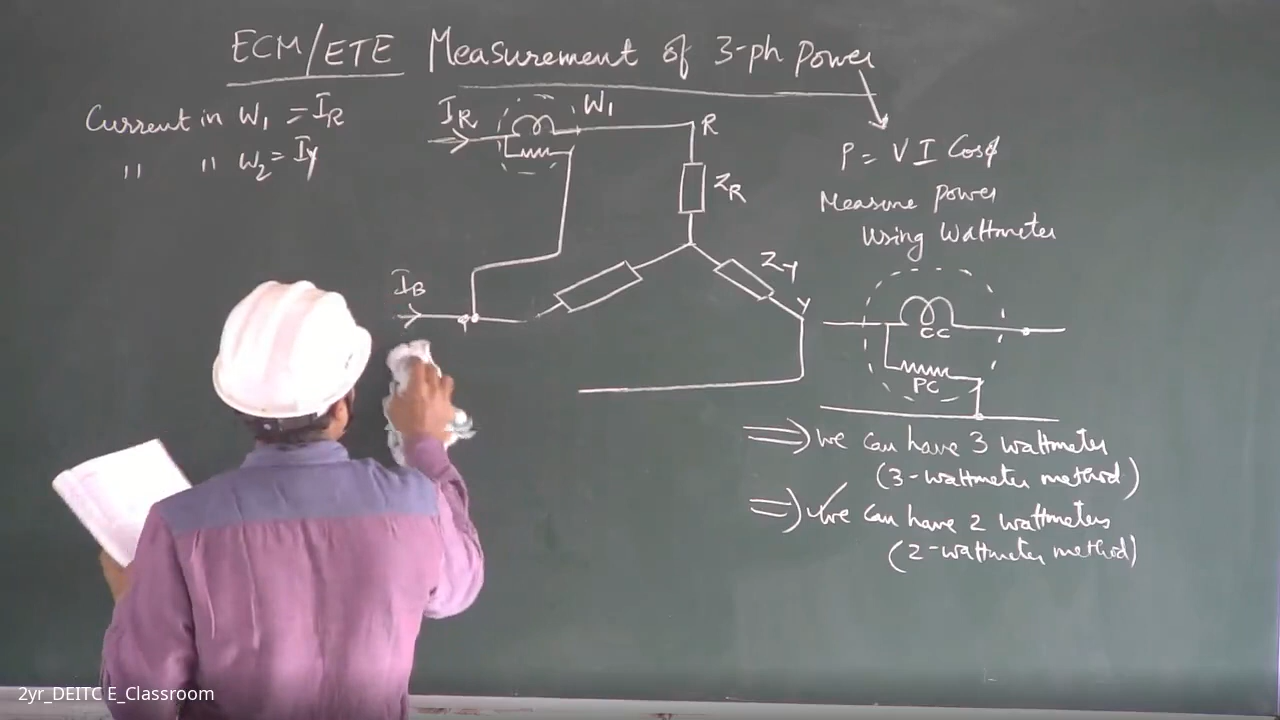 ECM/ETE Measurement of 3-ph Power
Current in W1 = IR
" " W2 = IY
IR
W1
R
ZR
IB
ZY
Y
P = VI Cosφ
Measure power
Using Wattmeter
CC
PC
⇒ We can have 3 wattmeter
(3-wattmeter method)
⇒ ✓We can have 2 wattmeters
(2-wattmeter method)
2yr_DEITC E_Classroom